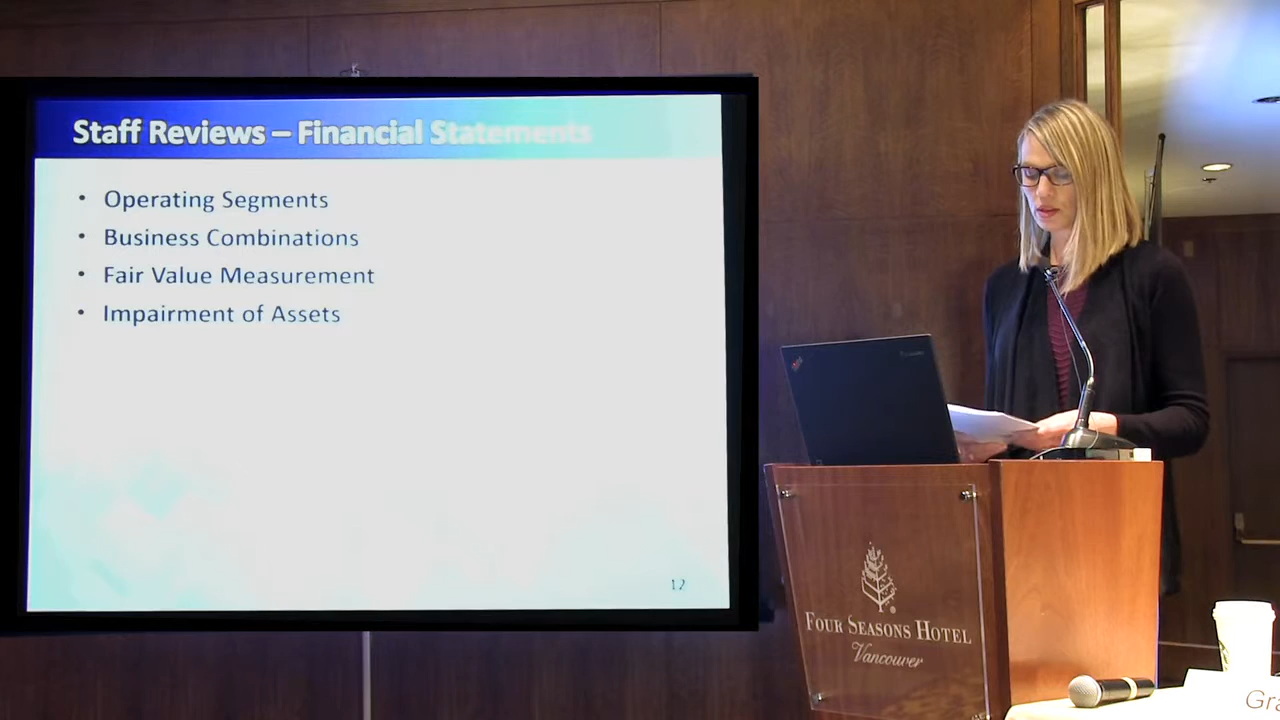 Staff Reviews – Financial Statements
• Operating Segments
• Business Combinations
• Fair Value Measurement
• Impairment of Assets
12
FOUR SEASONS HOTEL
Vancouver
Gra